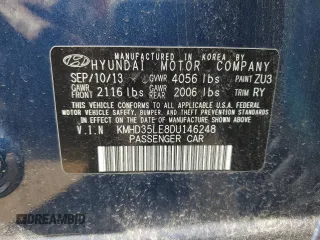 MANUFACTURED IN KOREA BY
HYUNDAI MOTOR COMPANY
SEP/10/13 GVWR 4056 lbs PAINT ZU3
GAWR FRONT 2116 lbs GAWR REAR 2006 lbs TRIM RY
THIS VEHICLE CONFORMS TO ALL APPLICABLE U.S.
FEDERAL MOTOR VEHICLE SAFETY, BUMPER, AND THEFT
PREVENTION STANDARDS IN EFFECT ON THE DATE OF
MANUFACTURE SHOWN ABOVE.
V.I.N KMHD35LE8DU146248
PASSENGER CAR
DREAMBID